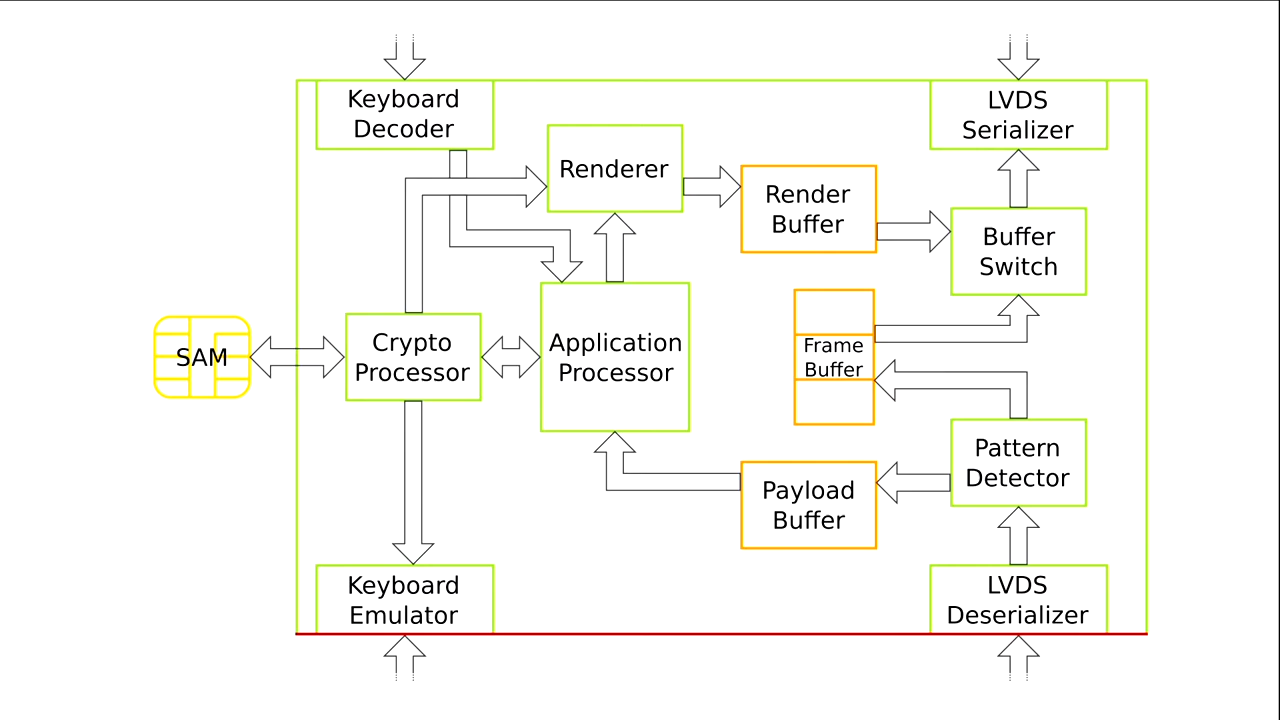 Keyboard
Decoder
LVDS
Serializer
Renderer
Render
Buffer
Buffer
Switch
SAM
Crypto
Processor
Application
Processor
Frame
Buffer
Pattern
Detector
Payload
Buffer
Keyboard
Emulator
LVDS
Deserializer